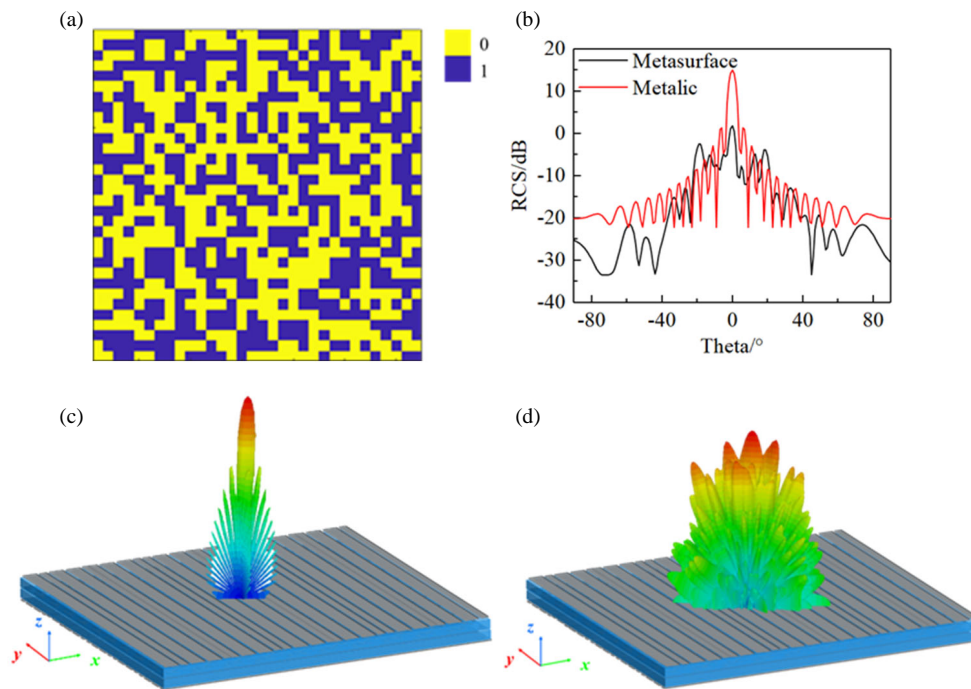 (a)
0
1
(b)
20
10
0
-10
-20
-30
-40
RCS/dB
Metasurface
Metalic
-80 -40 0 40 80
Theta/°
(c)
z
y
x
(d)
z
y
x